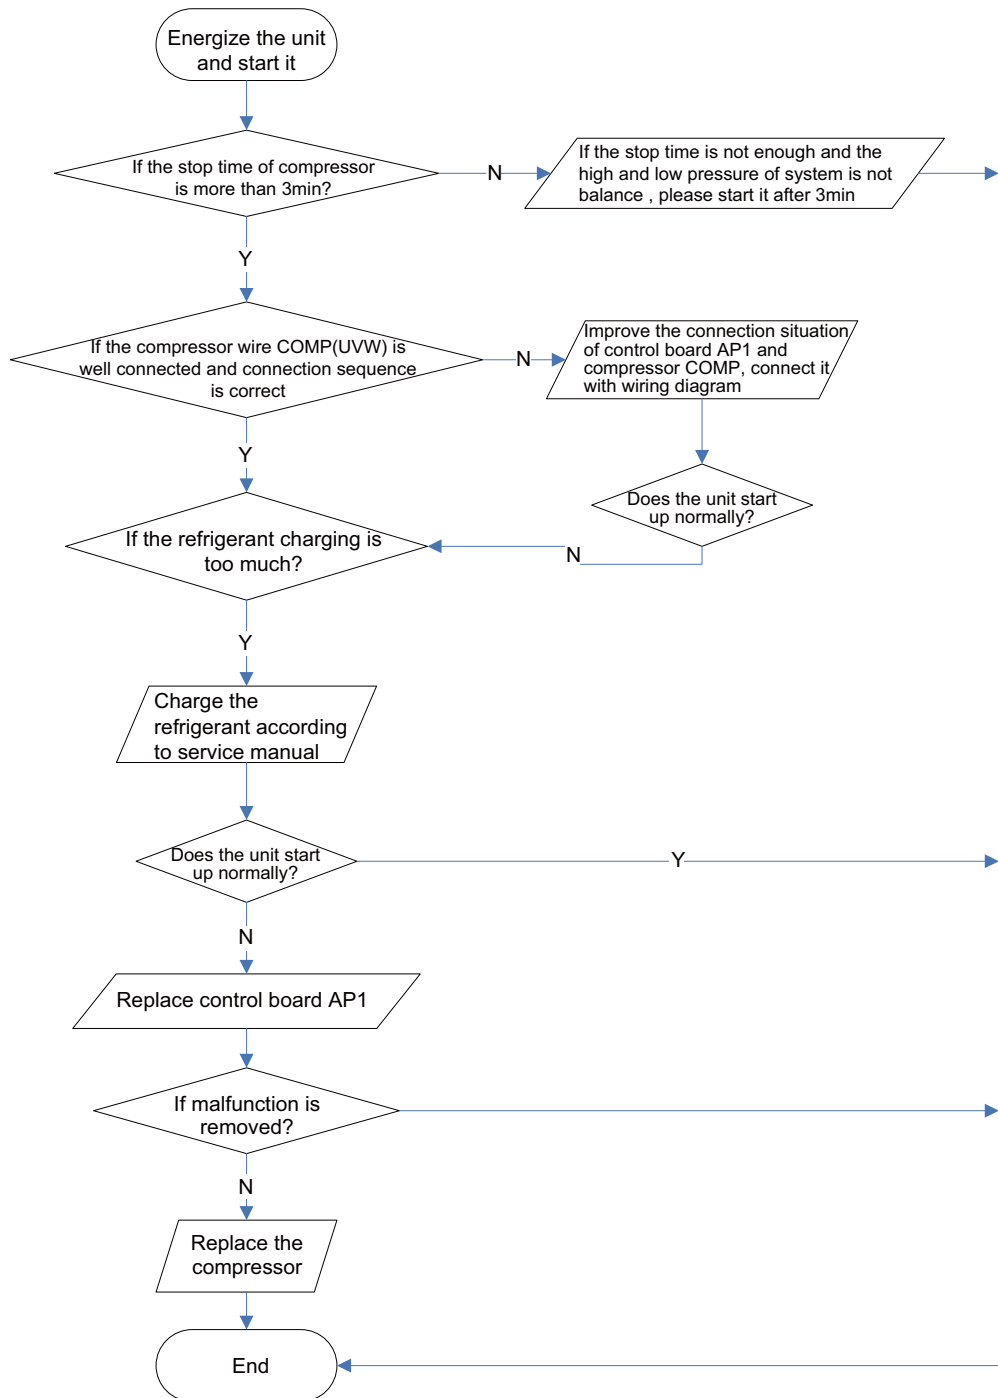 Energize the unit
and start it
If the stop time of compressor
is more than 3min?
N
If the stop time is not enough and the
high and low pressure of system is not
balance , please start it after 3min
Y
If the compressor wire COMP(UVW) is
well connected and connection sequence
is correct
N
Improve the connection situation
of control board AP1 and
compressor COMP, connect it
with wiring diagram
Y
Does the unit start
up normally?
If the refrigerant charging is
too much?
N
Y
Charge the
refrigerant according
to service manual
Does the unit start
up normally?
Y
N
Replace control board AP1
If malfunction is
removed?
N
Replace the
compressor
End